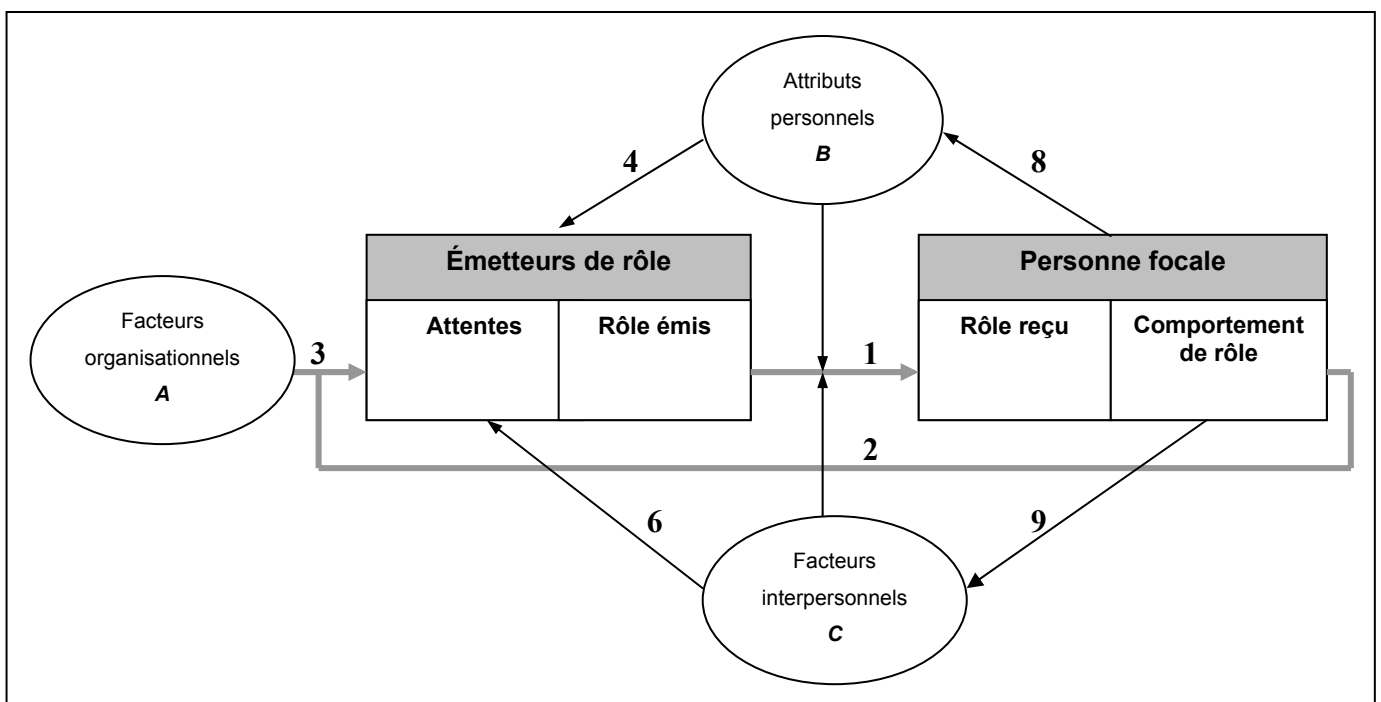 Attributs
personnels
B
4
8
Émetteurs de rôle
Personne focale
Attentes
Rôle émis
Rôle reçu
Comportement
de rôle
Facteurs
organisationnels
A
3
1
2
6
9
Facteurs
interpersonnels
C